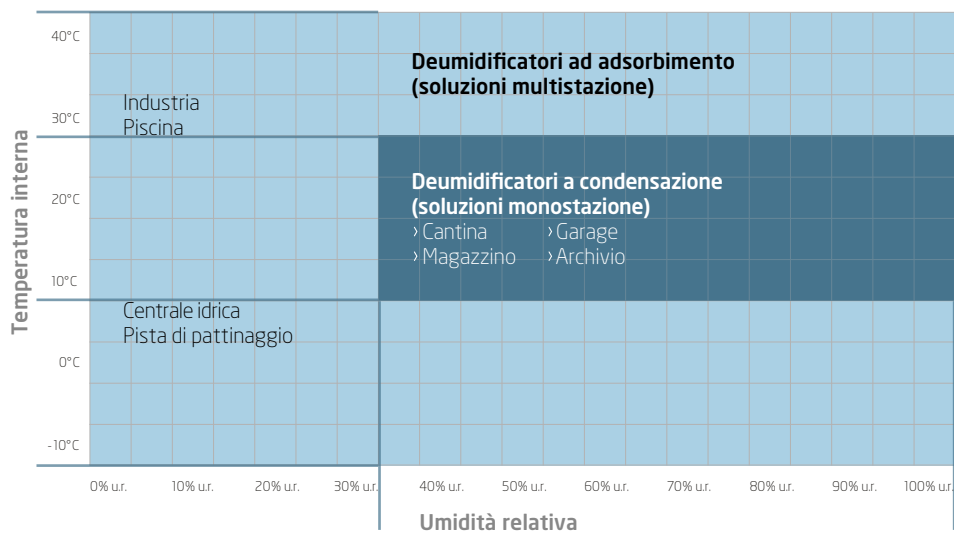 40°C
Deumidificatori ad adsorbimento
(soluzioni multistazione)
Industria
Piscina
30°C
Temperatura interna
Deumidificatori a condensazione
(soluzioni monostazione)
20°C
› Cantina › Garage
› Magazzino › Archivio
10°C
Centrale idrica
Pista di pattinaggio
0°C
-10°C
0% u.r. 10% u.r. 20% u.r. 30% u.r. 40% u.r. 50% u.r. 60% u.r. 70% u.r. 80% u.r. 90% u.r. 100% u.r.
Umidità relativa